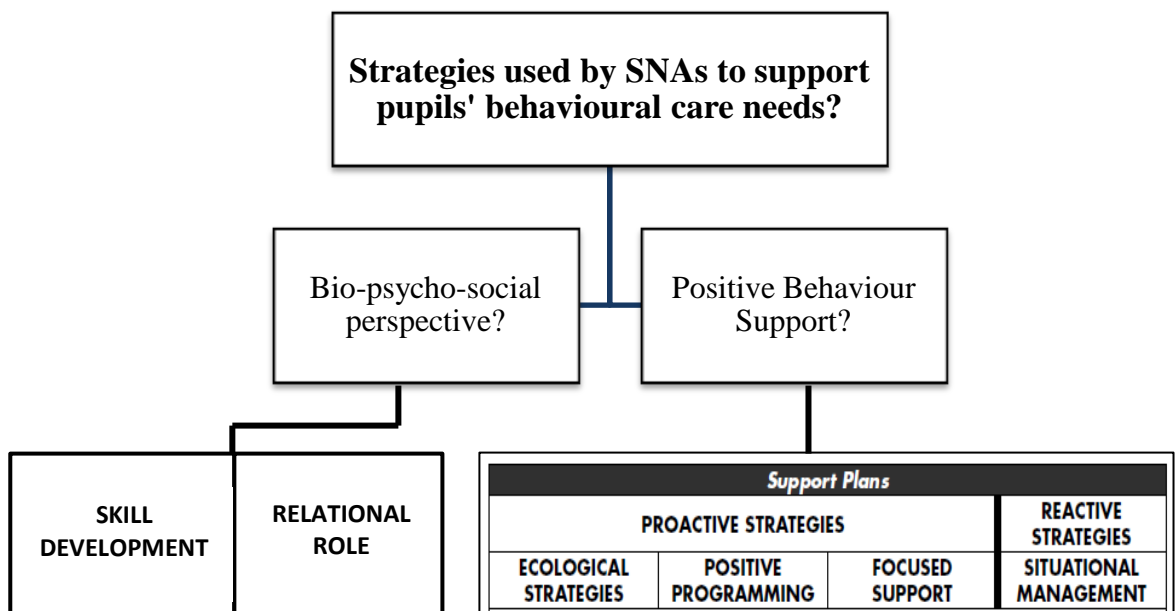 Strategies used by SNAs to support
pupils' behavioural care needs?
Bio-psycho-social
perspective?
Positive Behaviour
Support?
SKILL
DEVELOPMENT
RELATIONAL
ROLE
Support Plans
PROACTIVE STRATEGIES
REACTIVE
STRATEGIES
ECOLOGICAL
STRATEGIES
POSITIVE
PROGRAMMING
FOCUSED
SUPPORT
SITUATIONAL
MANAGEMENT